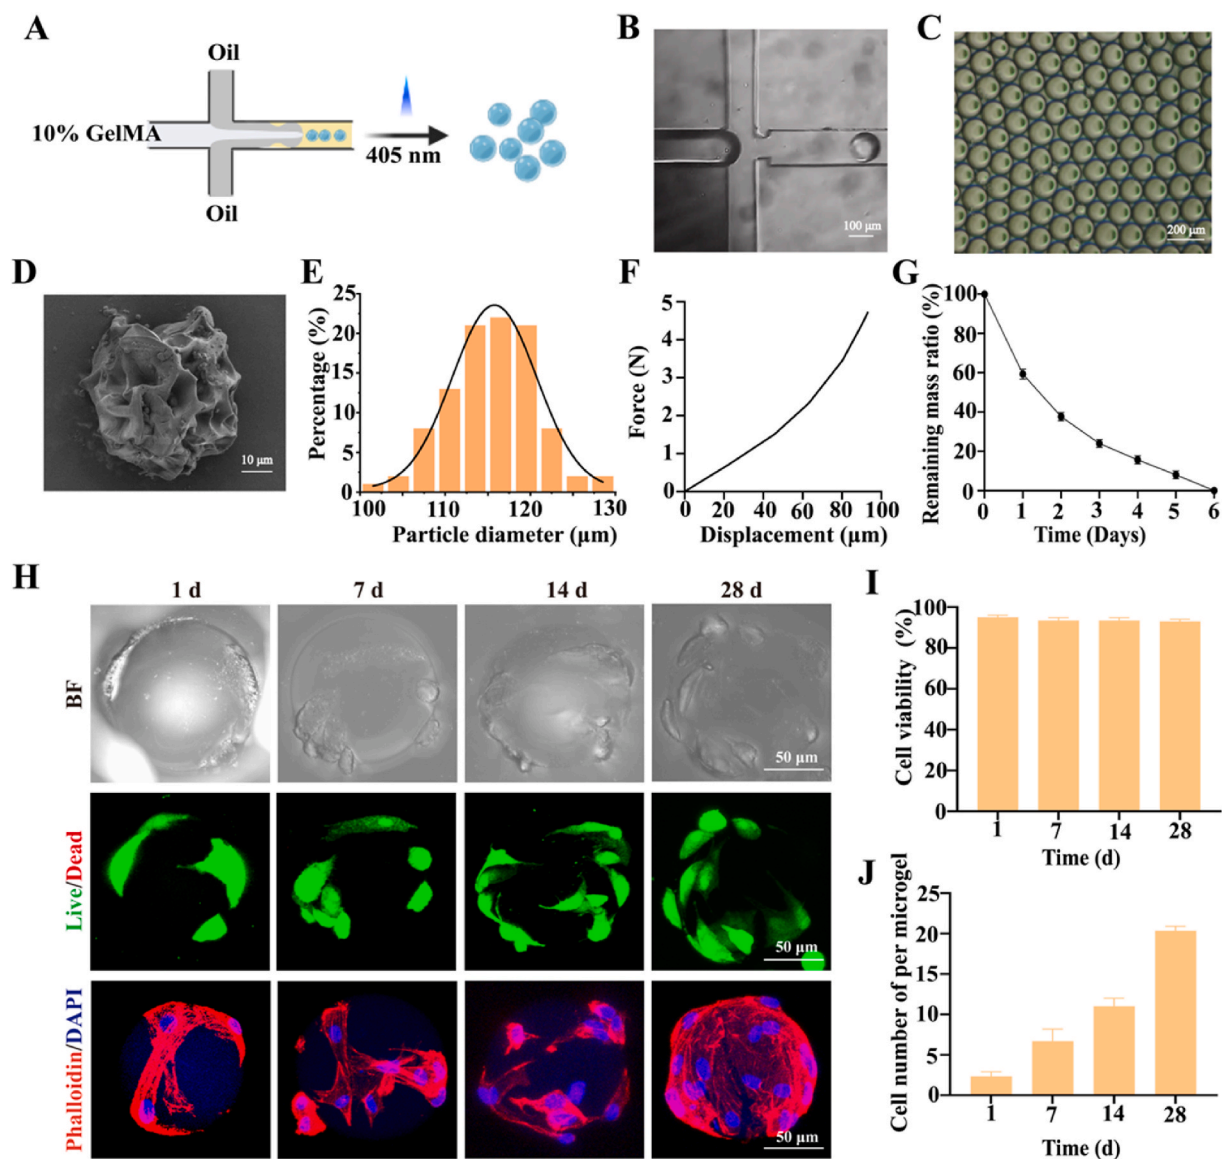 A
Oil
10% GelMA
405 nm
Oil
B
100 µm
C
200 µm
D
10 µm
E
Percentage (%)
25
20
15
10
5
0
100 110 120 130
Particle diameter (µm)
F
Force (N)
5
4
3
2
1
0
0 20 40 60 80 100
Displacement (µm)
G
Remaining mass ratio (%)
100
80
60
40
20
0
0 1 2 3 4 5 6
Time (Days)
H
1 d 7 d 14 d 28 d
BF
50 µm
Live/Dead
50 µm
Phalloidin/DAPI
50 µm
I
Cell viability (%)
100
80
60
40
20
0
1 7 14 28
Time (d)
J
Cell number of per microgel
25
20
15
10
5
0
1 7 14 28
Time (d)